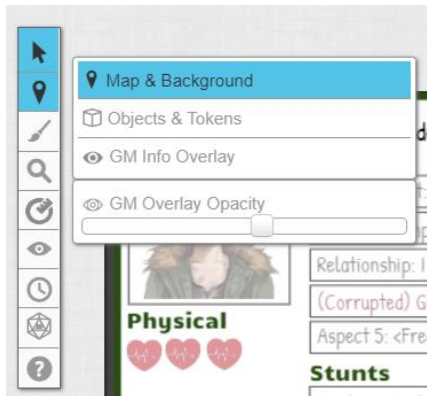 Map & Background
Objects & Tokens
GM Info Overlay
GM Overlay Opacity
Relationship: I
(Corrupted) G
Physical
Aspect 5: <Fre
Stunts
?